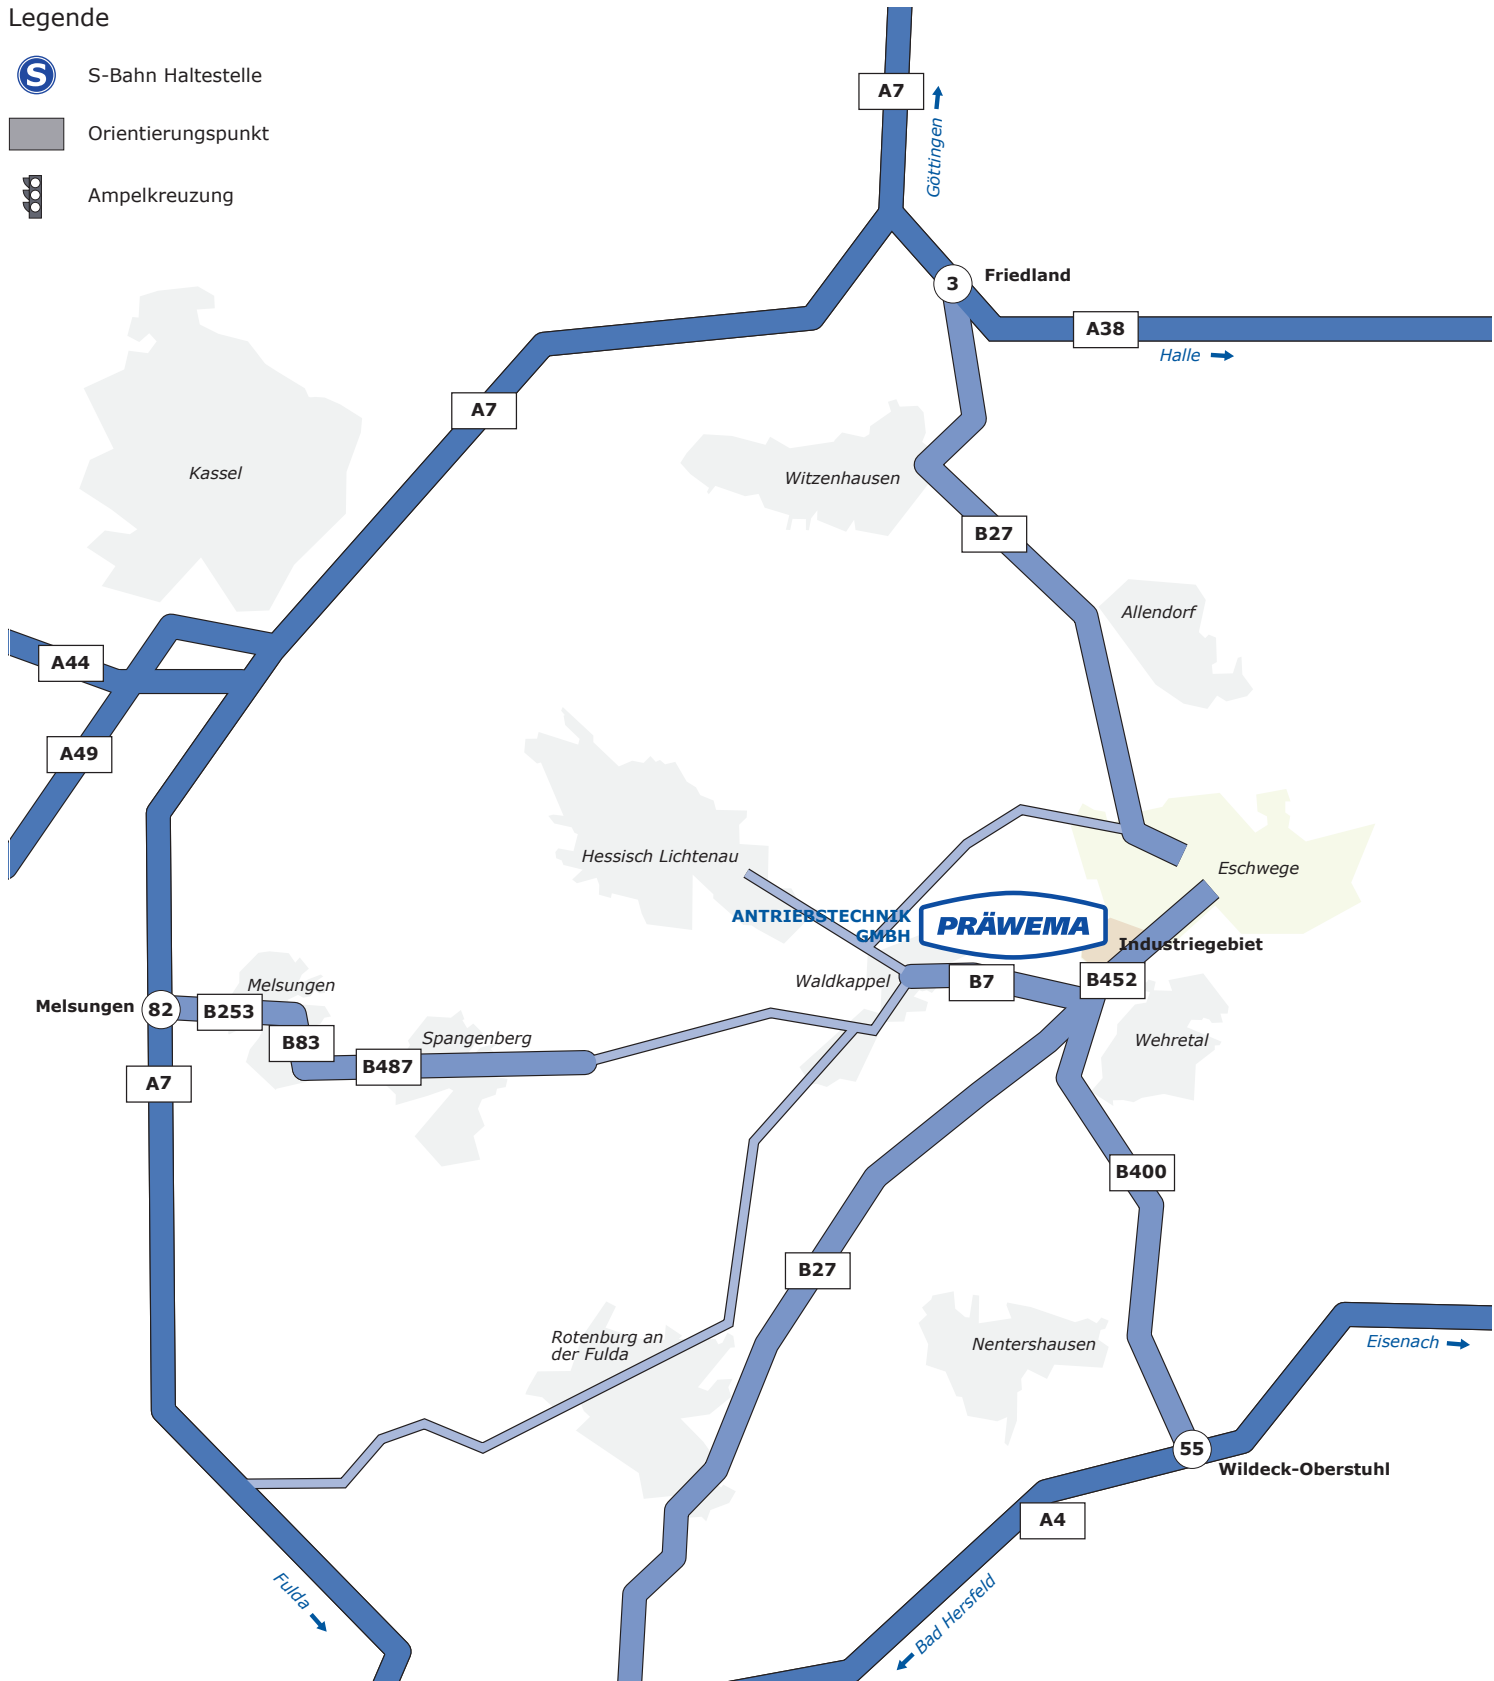 Legende
S
S-Bahn Haltestelle
Orientierungspunkt
Ampelkreuzung
A7
Göttingen
3
Friedland
A38
Halle
A7
Kassel
Witzenhausen
B27
Allendorf
A44
A49
Hessisch Lichtenau
Eschwege
ANTRIEBSTECHNIK
GMBH
PRÄWEMA
Industriegebiet
Waldkappel
B7
B452
Melsungen
Melsungen
82
B253
B83
Spangenberg
B487
Wehretal
A7
B400
B27
Rotenburg an
der Fulda
Nentershausen
Eisenach
55
Wildeck-Oberstuhl
A4
Fulda
Bad Hersfeld